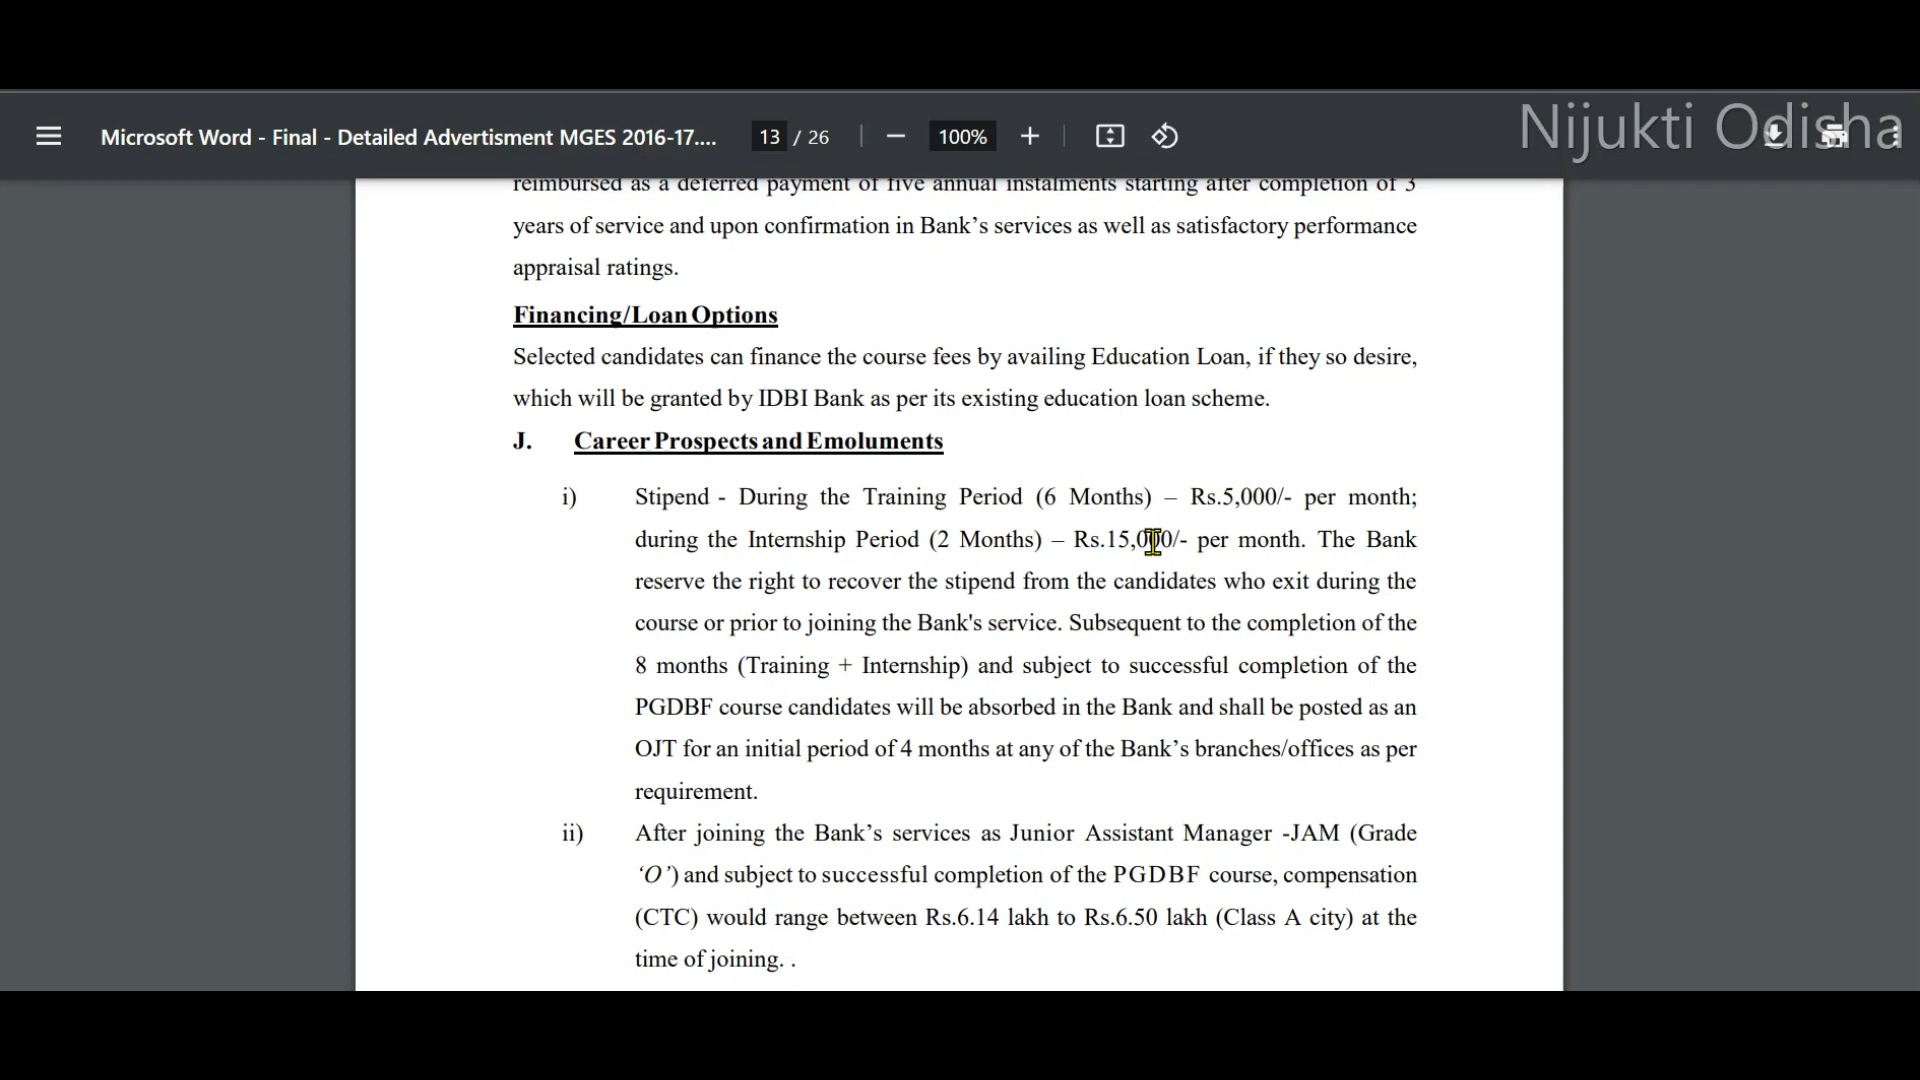 Nijukti Odisha
Microsoft Word - Final - Detailed Advertisment MGES 2016-17.... 13 / 26 100%
reimbursed as a deferred payment of five annual instalments starting after completion of 3
years of service and upon confirmation in Bank’s services as well as satisfactory performance
appraisal ratings.
Financing/Loan Options
Selected candidates can finance the course fees by availing Education Loan, if they so desire,
which will be granted by IDBI Bank as per its existing education loan scheme.
J. Career Prospects and Emoluments
i) Stipend - During the Training Period (6 Months) – Rs.5,000/- per month;
during the Internship Period (2 Months) – Rs.15,000/- per month. The Bank
reserve the right to recover the stipend from the candidates who exit during the
course or prior to joining the Bank's service. Subsequent to the completion of the
8 months (Training + Internship) and subject to successful completion of the
PGDBF course candidates will be absorbed in the Bank and shall be posted as an
OJT for an initial period of 4 months at any of the Bank’s branches/offices as per
requirement.
ii) After joining the Bank’s services as Junior Assistant Manager -JAM (Grade
‘O’) and subject to successful completion of the PGDBF course, compensation
(CTC) would range between Rs.6.14 lakh to Rs.6.50 lakh (Class A city) at the
time of joining. .